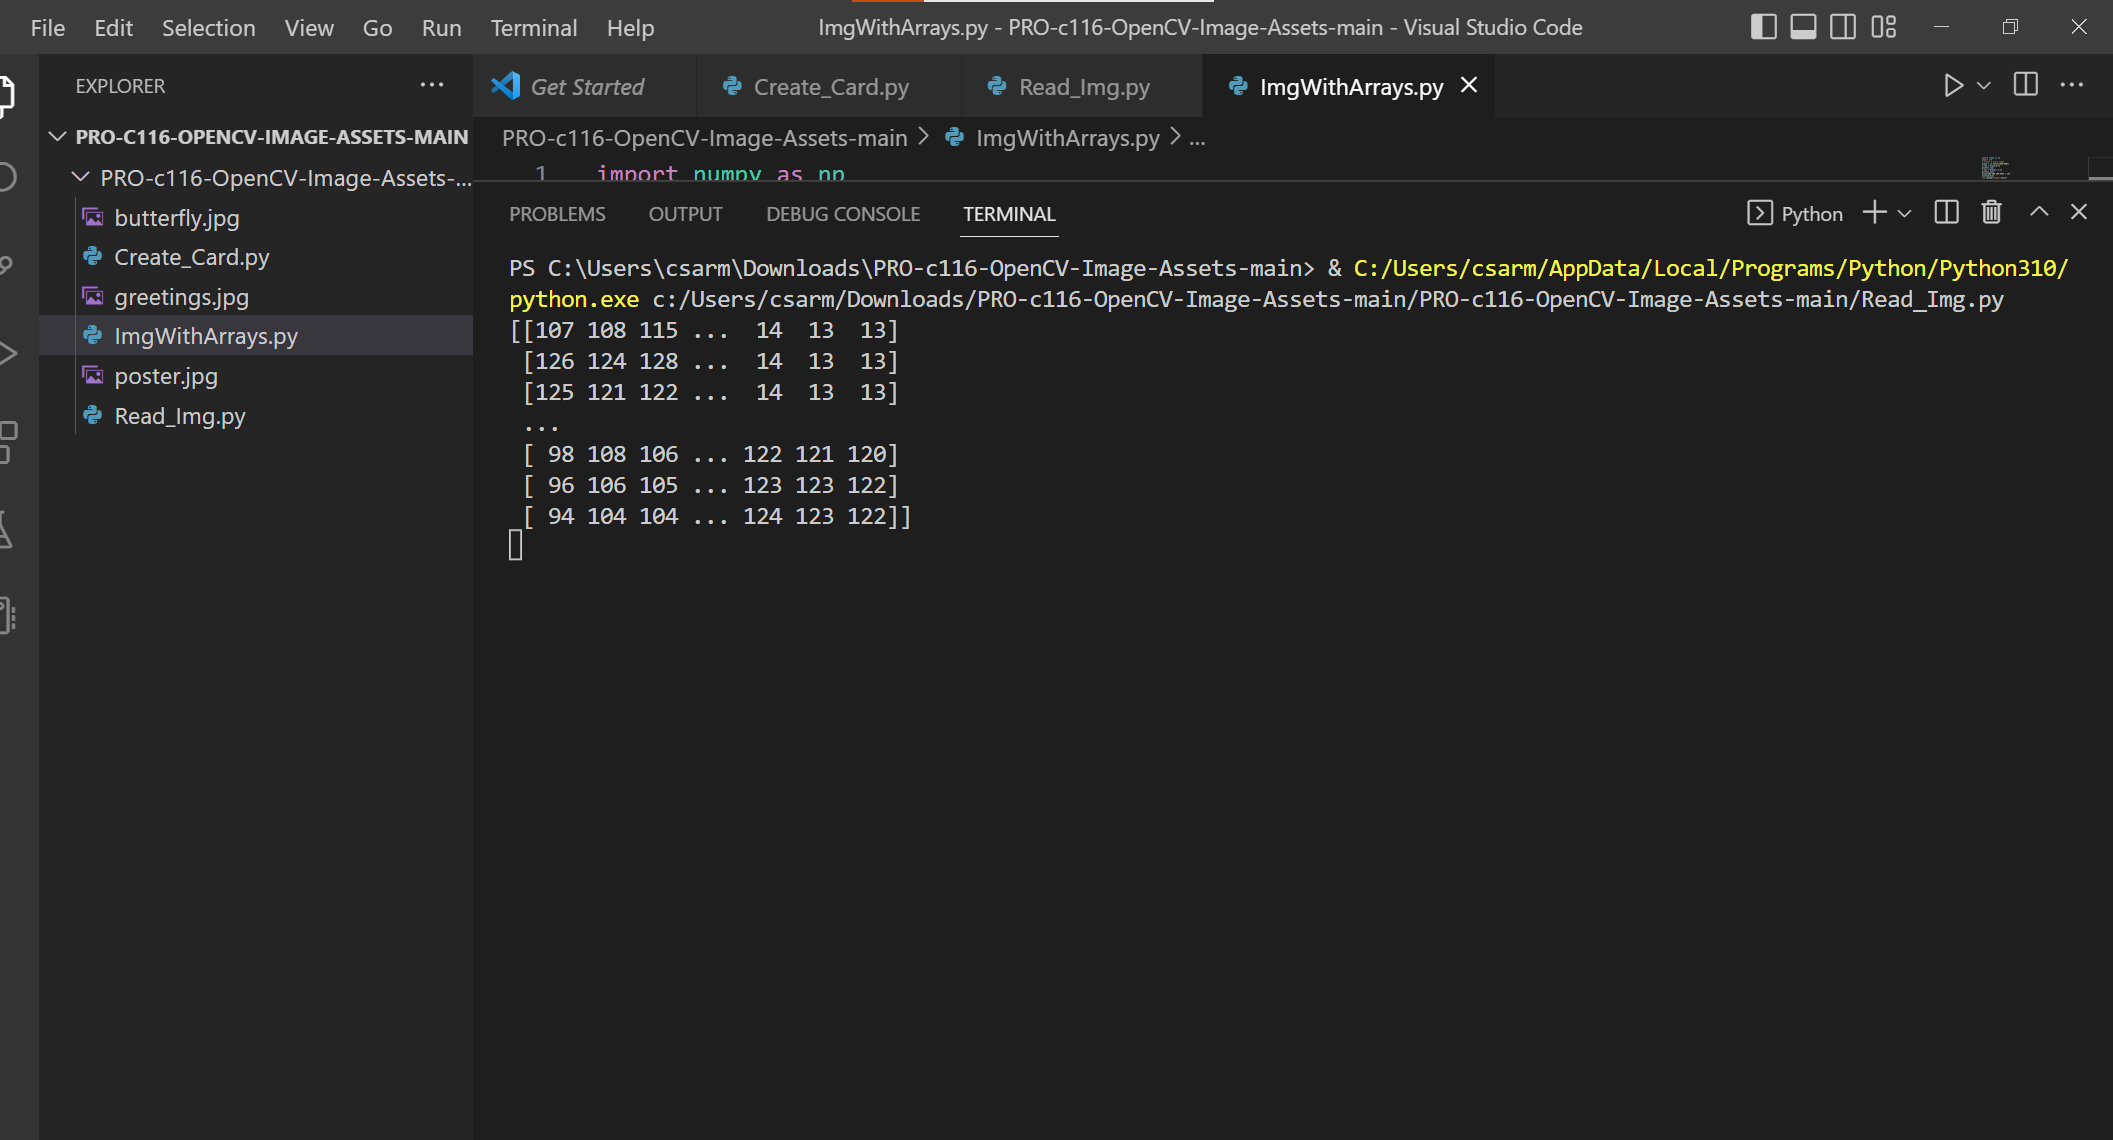 File Edit Selection View Go Run Terminal Help ImgWithArrays.py - PRO-c116-OpenCV-Image-Assets-main - Visual Studio Code
EXPLORER ...
PRO-C116-OPENCV-IMAGE-ASSETS-MAIN
PRO-c116-OpenCV-Image-Assets-...
butterfly.jpg
Create_Card.py
greetings.jpg
ImgWithArrays.py
poster.jpg
Read_Img.py
Get Started Create_Card.py Read_Img.py ImgWithArrays.py
PRO-c116-OpenCV-Image-Assets-main > ImgWithArrays.py > ...
1 import numpy as np
PROBLEMS OUTPUT DEBUG CONSOLE TERMINAL Python
PS C:\Users\csarm\Downloads\PRO-c116-OpenCV-Image-Assets-main> & C:/Users/csarm/AppData/Local/Programs/Python/Python310/
python.exe c:/Users/csarm/Downloads/PRO-c116-OpenCV-Image-Assets-main/PRO-c116-OpenCV-Image-Assets-main/Read_Img.py
[[107 108 115 ...  14  13  13]
 [126 124 128 ...  14  13  13]
 [125 121 122 ...  14  13  13]
 ...
 [ 98 108 106 ... 122 121 120]
 [ 96 106 105 ... 123 123 122]
 [ 94 104 104 ... 124 123 122]]